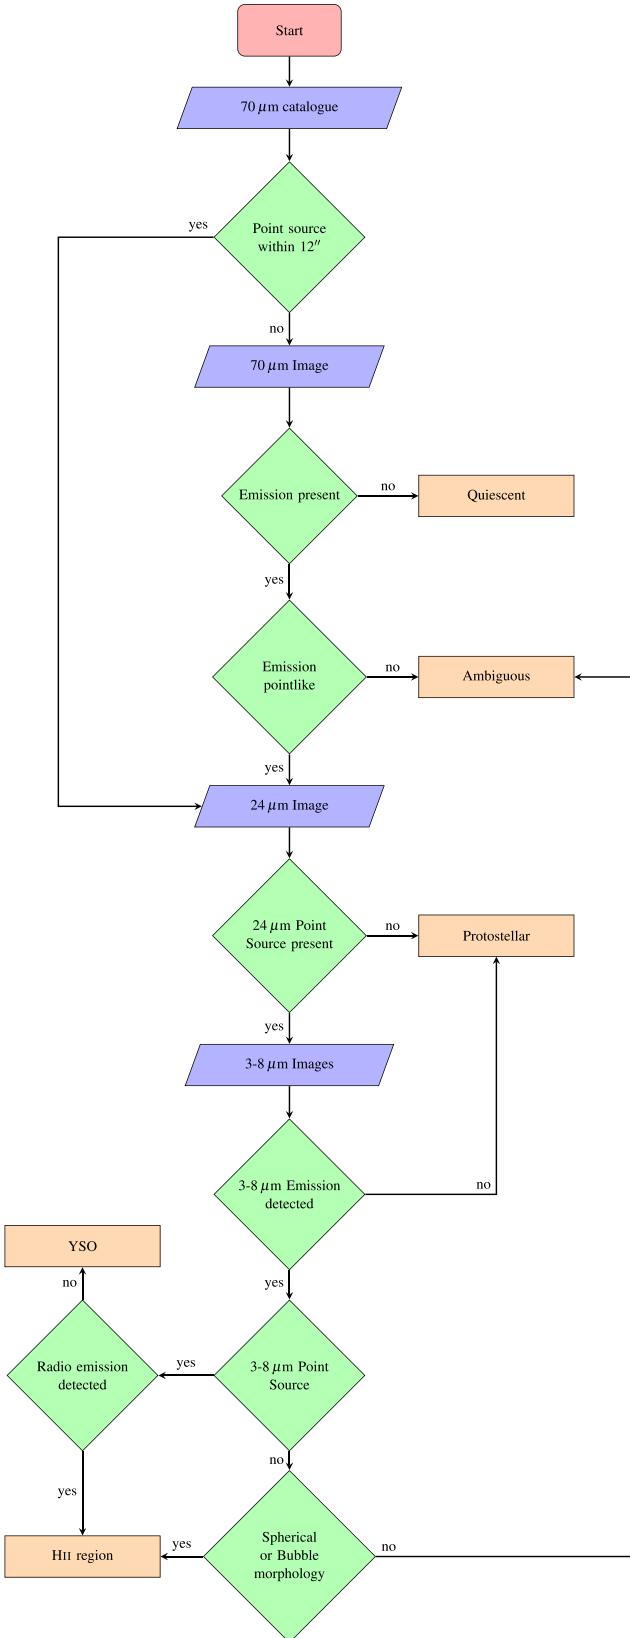 Start
70 μm catalogue
yes
Point source
within 12″
no
70 μm Image
Emission present
no
Quiescent
yes
Emission
pointlike
no
Ambiguous
yes
24 μm Image
24 μm Point
Source present
no
Protostellar
yes
3-8 μm Images
3-8 μm Emission
detected
no
YSO
yes
no
Radio emission
detected
yes
3-8 μm Point
Source
no
yes
Spherical
or Bubble
morphology
yes
no
HII region